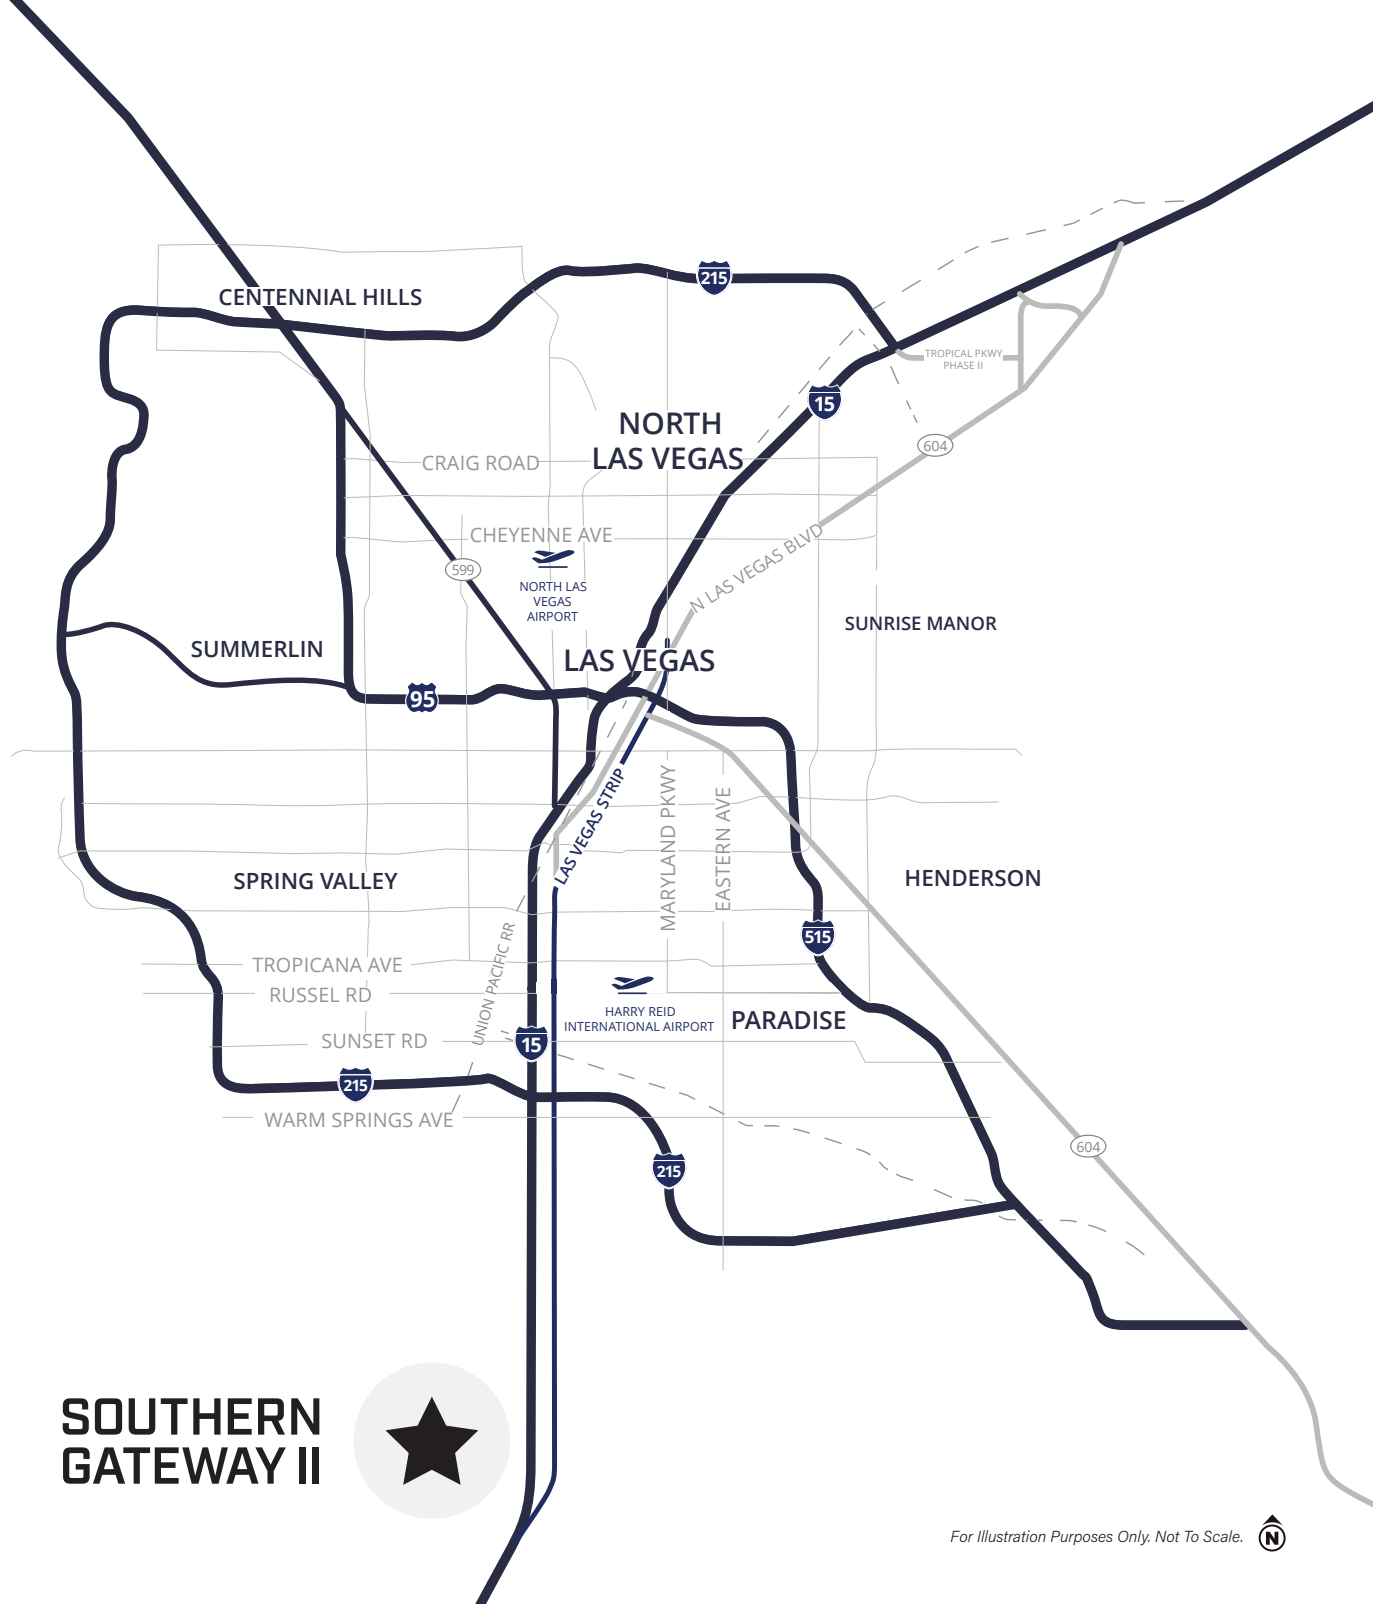 215
CENTENNIAL HILLS
TROPICAL PKWY
PHASE II
15
NORTH
LAS VEGAS
604
CRAIG ROAD
CHEYENNE AVE
N LAS VEGAS BLVD
599
NORTH LAS
VEGAS
AIRPORT
SUNRISE MANOR
SUMMERLIN
LAS VEGAS
95
LAS VEGAS STRIP
MARYLAND PKWY
EASTERN AVE
SPRING VALLEY
HENDERSON
515
UNION PACIFIC RR
TROPICANA AVE
RUSSEL RD
HARRY REID
INTERNATIONAL AIRPORT
PARADISE
SUNSET RD
15
215
WARM SPRINGS AVE
604
215
SOUTHERN
GATEWAY II
For Illustration Purposes Only. Not To Scale.
N